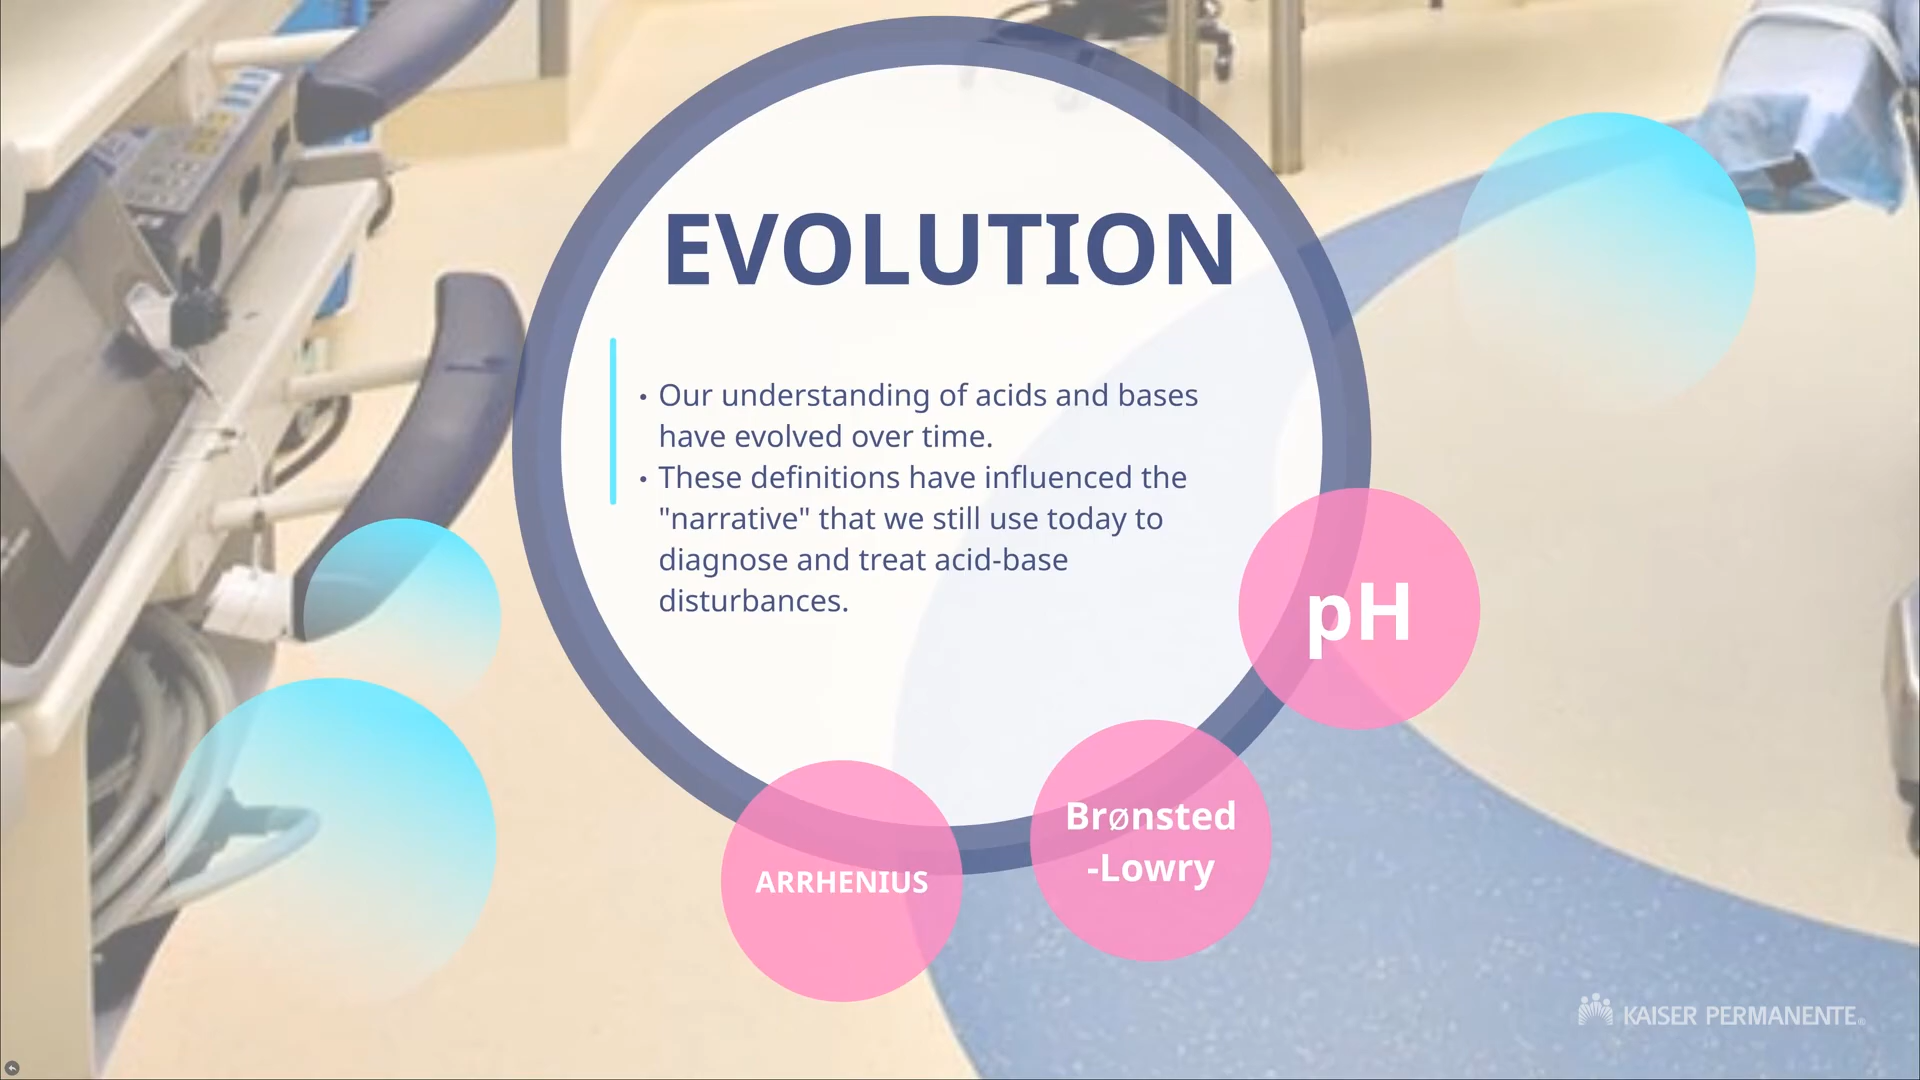 EVOLUTION
• Our understanding of acids and bases
have evolved over time.
• These definitions have influenced the
"narrative" that we still use today to
diagnose and treat acid-base
disturbances.
pH
Brønsted
-Lowry
ARRHENIUS
KAISER PERMANENTE®